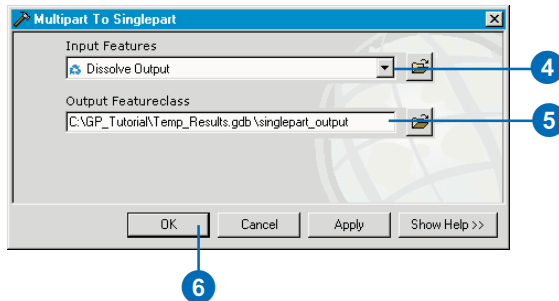 Multipart To Singlepart
Input Features
Dissolve Output
4
Output Featureclass
C:\GP_Tutorial\Temp_Results.gdb\singlepart_output
5
OK Cancel Apply Show Help >>
6